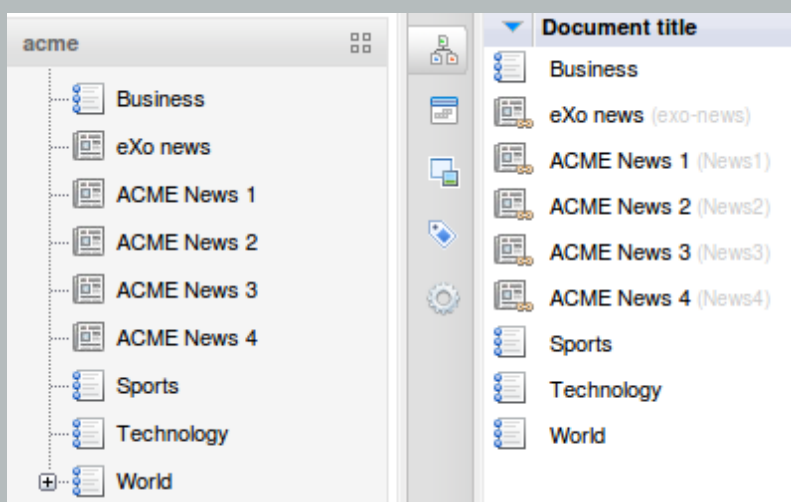 acme
Business
eXo news
ACME News 1
ACME News 2
ACME News 3
ACME News 4
Sports
Technology
World
Document title
Business
eXo news (exo-news)
ACME News 1 (News1)
ACME News 2 (News2)
ACME News 3 (News3)
ACME News 4 (News4)
Sports
Technology
World